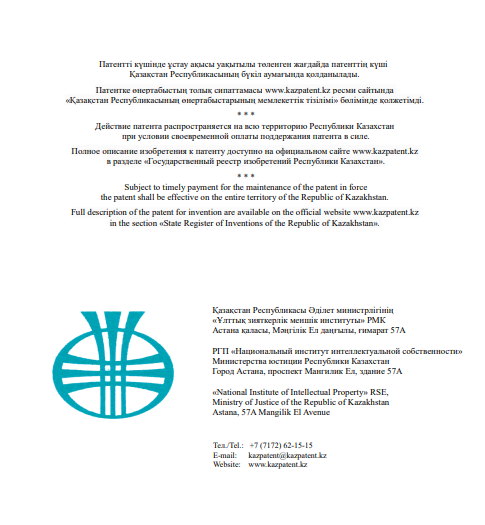 Патентті күшінде ұстау ақысы уақытылы төленген жағдайда патенттің күші
Қазақстан Республикасының бүкіл аумағында қолданылады.
Патентке өнертабыстың толық сипаттамасы www.kazpatent.kz ресми сайтында
«Қазақстан Республикасының өнертабыстарының мемлекеттік тізілімі» бөлімінде қолжетімді.
* * *
Действие патента распространяется на всю территорию Республики Казахстан
при условии своевременной оплаты поддержания патента в силе.
Полное описание изобретения к патенту доступно на официальном сайте www.kazpatent.kz
в разделе «Государственный реестр изобретений Республики Казахстан».
* * *
Subject to timely payment for the maintenance of the patent in force
the patent shall be effective on the entire territory of the Republic of Kazakhstan.
Full description of the patent for invention are available on the official website www.kazpatent.kz
in the section «State Register of Inventions of the Republic of Kazakhstan».
Қазақстан Республикасы Әділет министрлігінің
«Ұлттық зияткерлік меншік институты» РМК
Астана қаласы, Мәңгілік Ел даңғылы, ғимарат 57А
РГП «Национальный институт интеллектуальной собственности»
Министерства юстиции Республики Казахстан
Город Астана, проспект Мангилик Ел, здание 57А
«National Institute of Intellectual Property» RSE,
Ministry of Justice of the Republic of Kazakhstan
Astana, 57A Mangilik El Avenue
Тел./Tel.: +7 (7172) 62-15-15
E-mail: kazpatent@kazpatent.kz
Website: www.kazpatent.kz